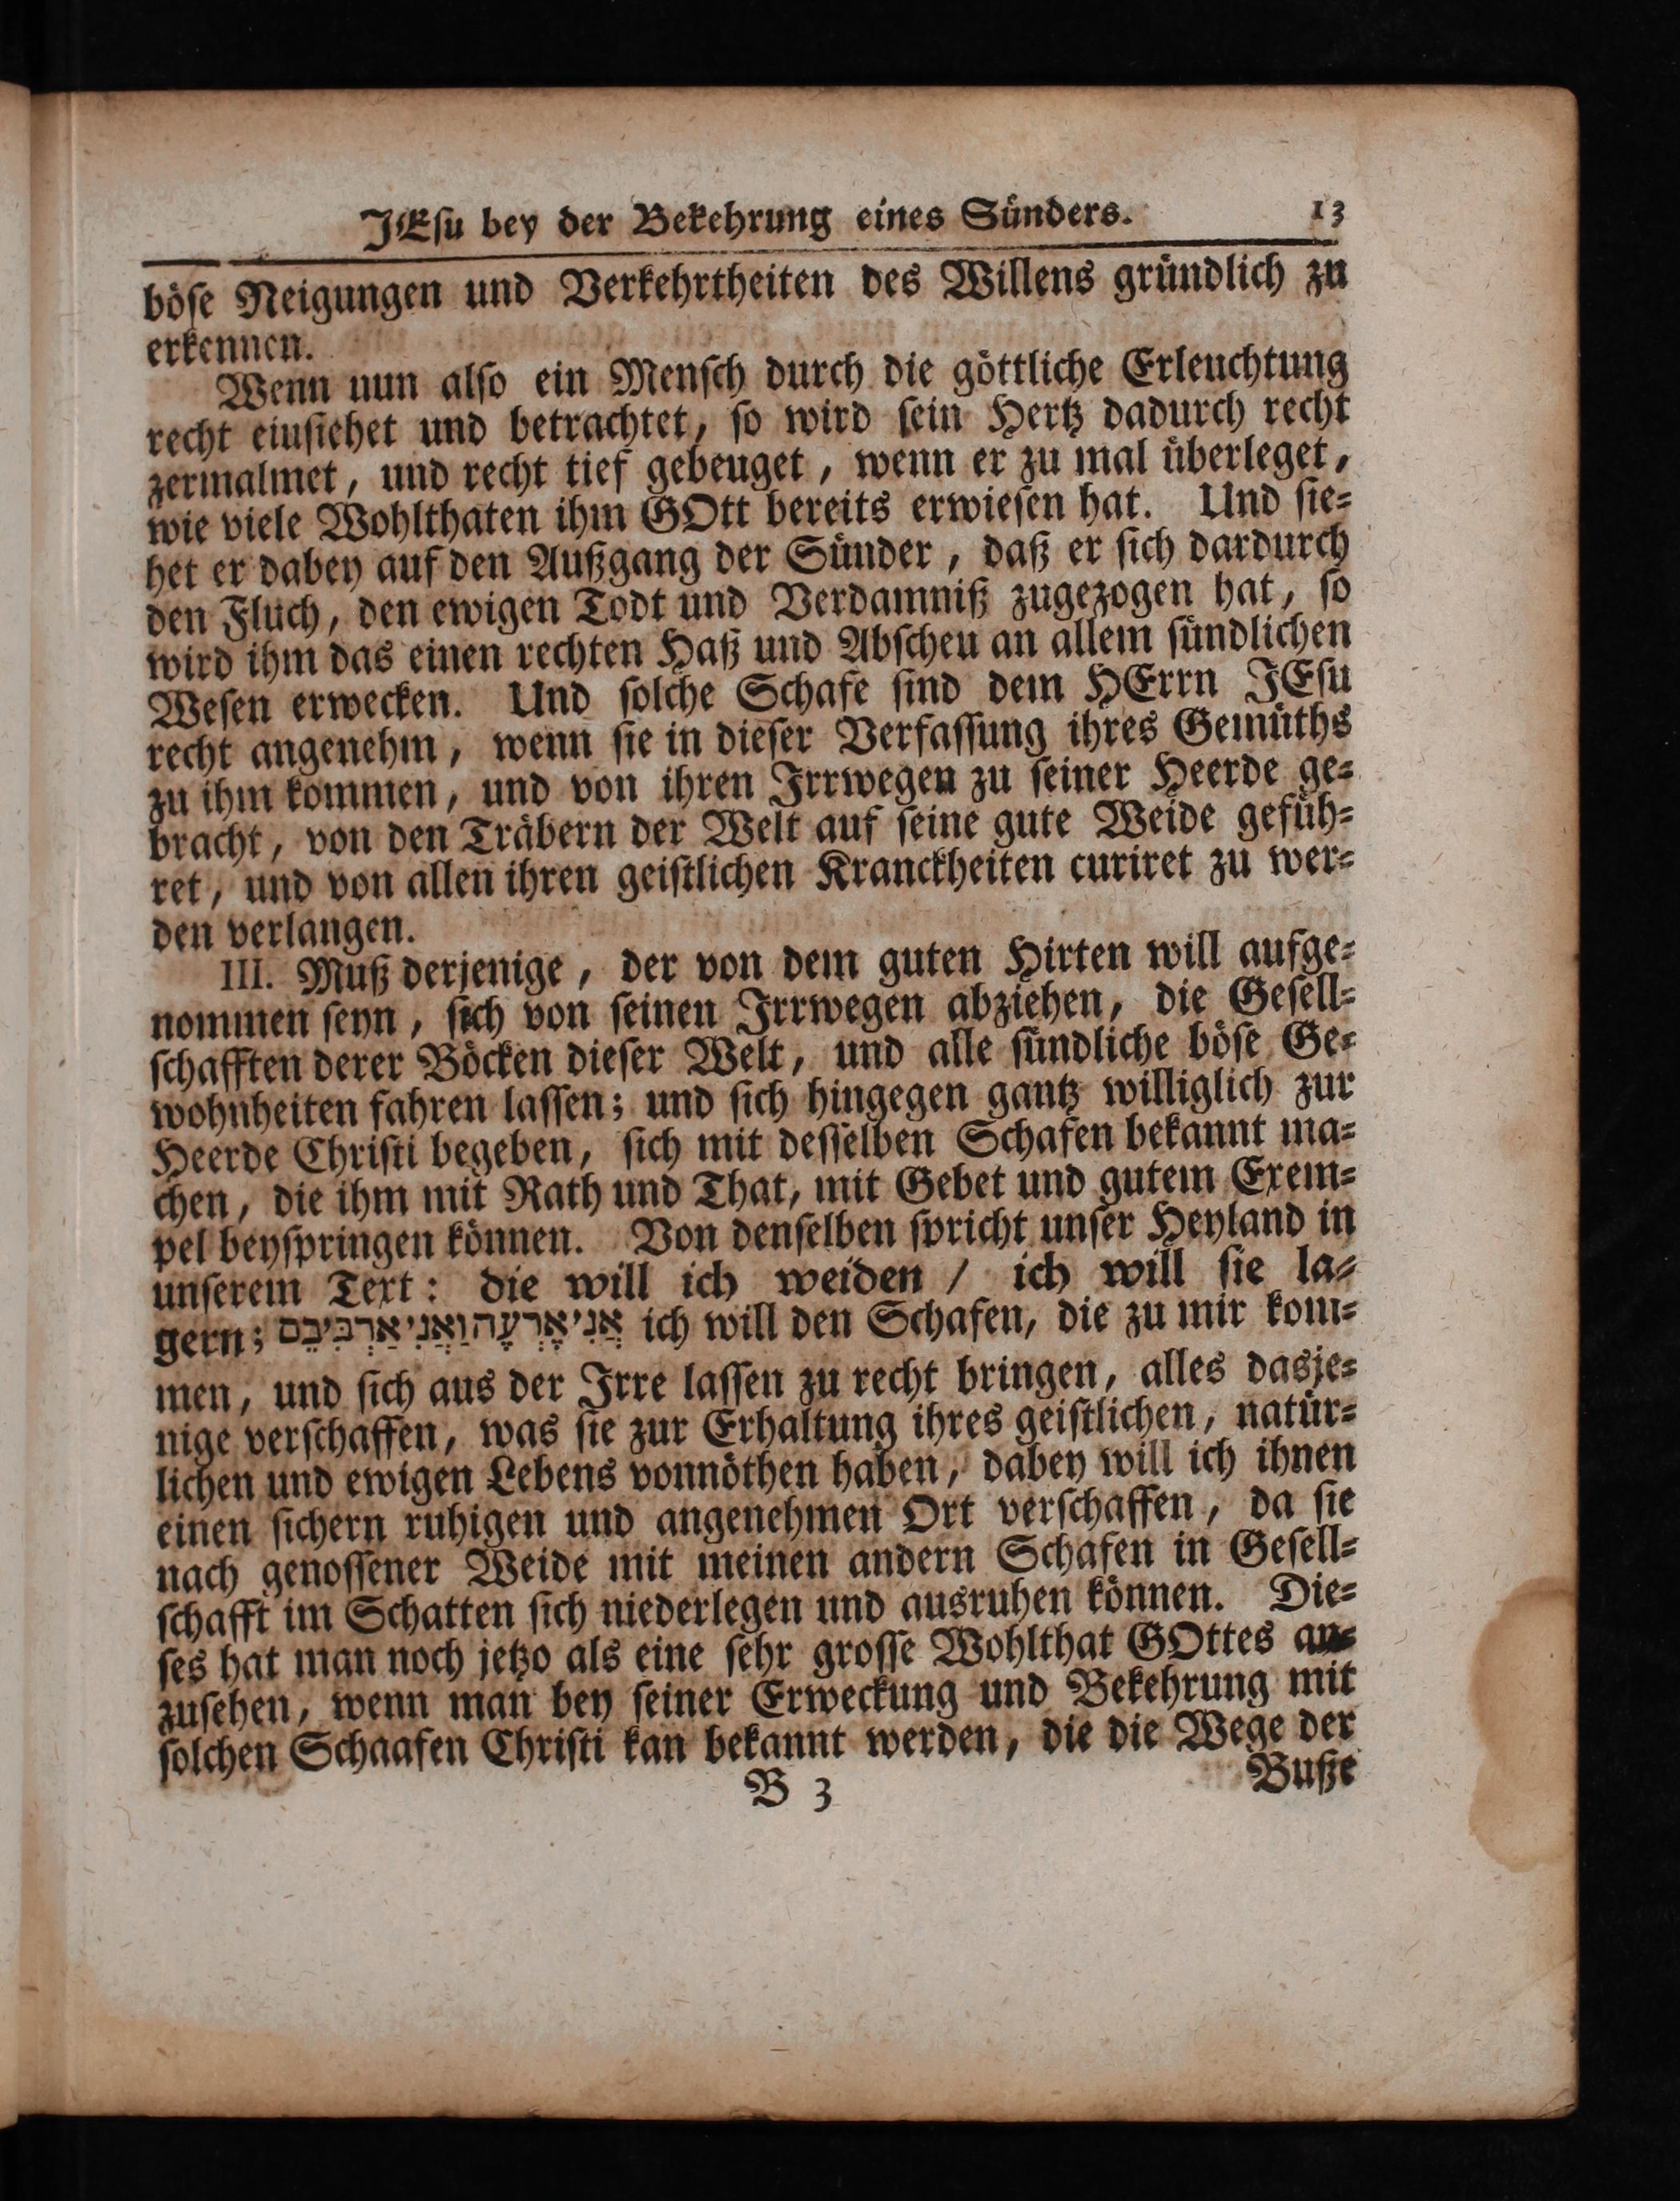 JEſu bey der Bekehrung eines Sünders. 13
böſe Neigungen und Verkehrtheiten des Willens gründlich zu
erkennen.
Wenn nun alſo ein Menſch durch die göttliche Erleuchtung
recht einſiehet und betrachtet, ſo wird ſein Hertz dadurch recht
zermalmet, und recht tief gebeuget, wenn er zu mal überleget,
wie viele Wohlthaten ihm GOtt bereits erwieſen hat. Und ſie⸗
het er dabey auf den Außgang der Sünder, daß er ſich dardurch
den Fluch, den ewigen Todt und Verdamniß zugezogen hat, ſo
wird ihm das einen rechten Haß und Abſcheu an allem ſündlichen
Weſen erwecken. Und ſolche Schafe ſind dem HErrn JEſu
recht angenehm, wenn ſie in dieſer Verfaſſung ihres Gemüths
zu ihm kommen, und von ihren Irrwegen zu ſeiner Heerde ge⸗
bracht, von den Träbern der Welt auf ſeine gute Weide gefüh⸗
ret, und von allen ihren geiſtlichen Kranckheiten curiret zu wer⸗
den verlangen.
III. Muß derjenige, der von dem guten Hirten will aufge⸗
nommen ſeyn, ſich von ſeinen Irrwegen abziehen, die Geſell⸗
ſchafften derer Böcken dieſer Welt, und alle ſündliche böſe Ge⸗
wohnheiten fahren laſſen; und ſich hingegen gantz williglich zur
Heerde Chriſti begeben, ſich mit deſſelben Schafen bekannt ma⸗
chen, die ihm mit Rath und That, mit Gebet und gutem Exem⸗
pel beyſpringen können. Von denſelben ſpricht unſer Heyland in
unſerem Text: die will ich weiden / ich will ſie la⸗
gern; אֲנִי אֶרְעֶה וַאֲנִי אַרְבִּיבֵם ich will den Schafen, die zu mir kom⸗
men, und ſich aus der Irre laſſen zu recht bringen, alles dasje⸗
nige verſchaffen, was ſie zur Erhaltung ihres geiſtlichen, natür⸗
lichen und ewigen Lebens vonnöthen haben, dabey will ich ihnen
einen ſichern ruhigen und angenehmen Ort verſchaffen, da ſie
nach genoſſener Weide mit meinen andern Schafen in Geſell⸗
ſchafft im Schatten ſich niederlegen und ausruhen können. Die⸗
ſes hat man noch jetzo als eine ſehr groſſe Wohlthat GOttes an⸗
zuſehen, wenn man bey ſeiner Erweckung und Bekehrung mit
ſolchen Schaafen Chriſti kan bekannt werden, die die Wege der
B 3 Buße